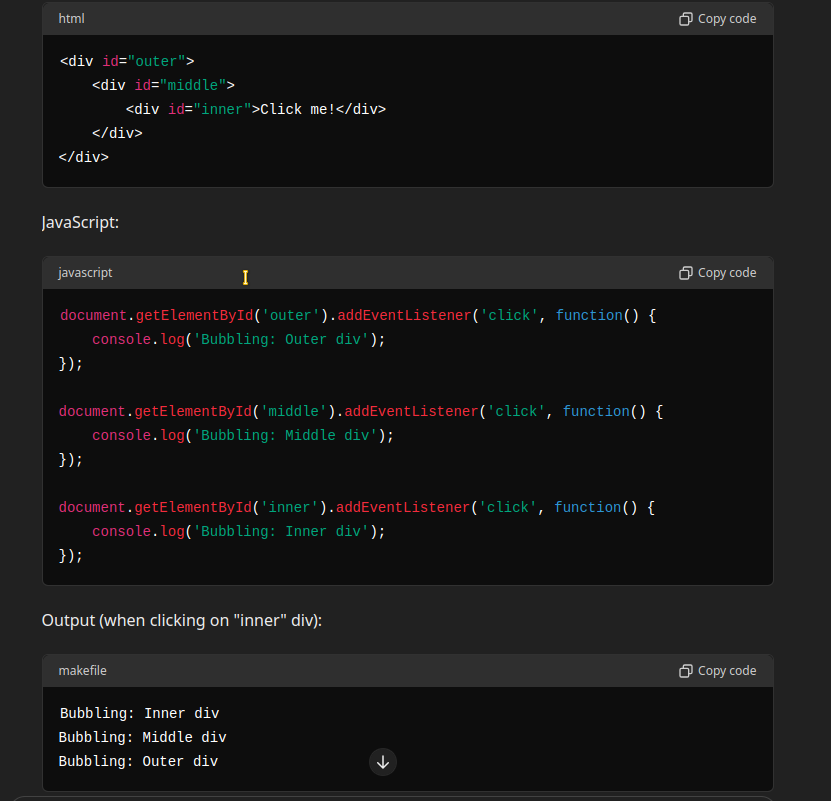 html
Copy code
<div id="outer">
    <div id="middle">
        <div id="inner">Click me!</div>
    </div>
</div>
JavaScript:
javascript
Copy code
document.getElementById('outer').addEventListener('click', function() {
    console.log('Bubbling: Outer div');
});
document.getElementById('middle').addEventListener('click', function() {
    console.log('Bubbling: Middle div');
});
document.getElementById('inner').addEventListener('click', function() {
    console.log('Bubbling: Inner div');
});
Output (when clicking on "inner" div):
makefile
Copy code
Bubbling: Inner div
Bubbling: Middle div
Bubbling: Outer div